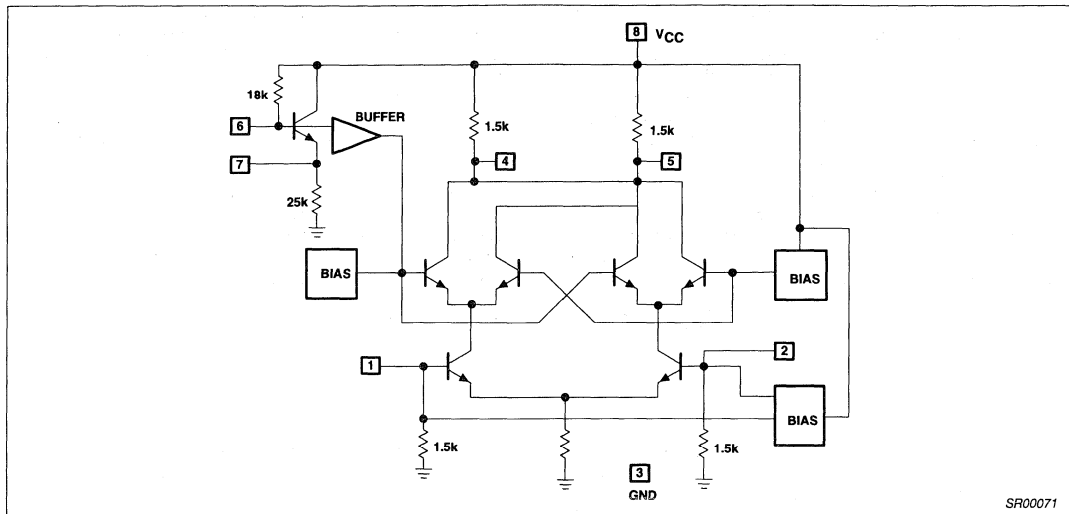 8 VCC
18k
BUFFER
1.5k
1.5k
6
4
5
7
25k
BIAS
BIAS
1
2
BIAS
1.5k
1.5k
3
GND
SR00071